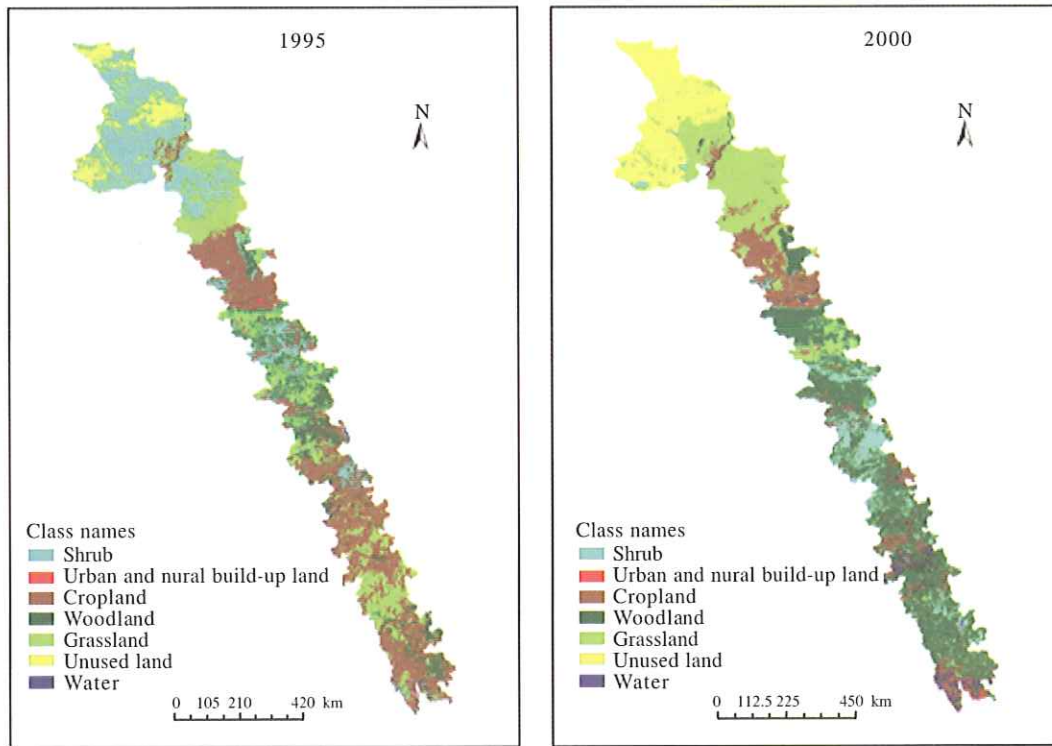 1995
N
Class names
Shrub
Urban and nural build-up land
Cropland
Woodland
Grassland
Unused land
Water
0 105 210 420 km
2000
N
Class names
Shrub
Urban and nural build-up land
Cropland
Woodland
Grassland
Unused land
Water
0 112.5 225 450 km